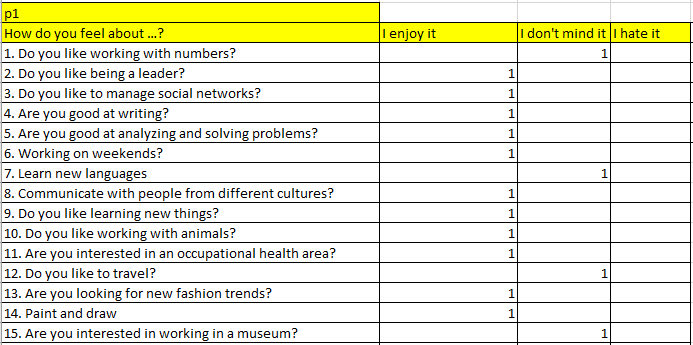 p1
How do you feel about ...? I enjoy it I don't mind it I hate it
1. Do you like working with numbers? 1
2. Do you like being a leader? 1
3. Do you like to manage social networks? 1
4. Are you good at writing? 1
5. Are you good at analyzing and solving problems? 1
6. Working on weekends? 1
7. Learn new languages 1
8. Communicate with people from different cultures? 1
9. Do you like learning new things? 1
10. Do you like working with animals? 1
11. Are you interested in an occupational health area? 1
12. Do you like to travel? 1
13. Are you looking for new fashion trends? 1
14. Paint and draw 1
15. Are you interested in working in a museum? 1